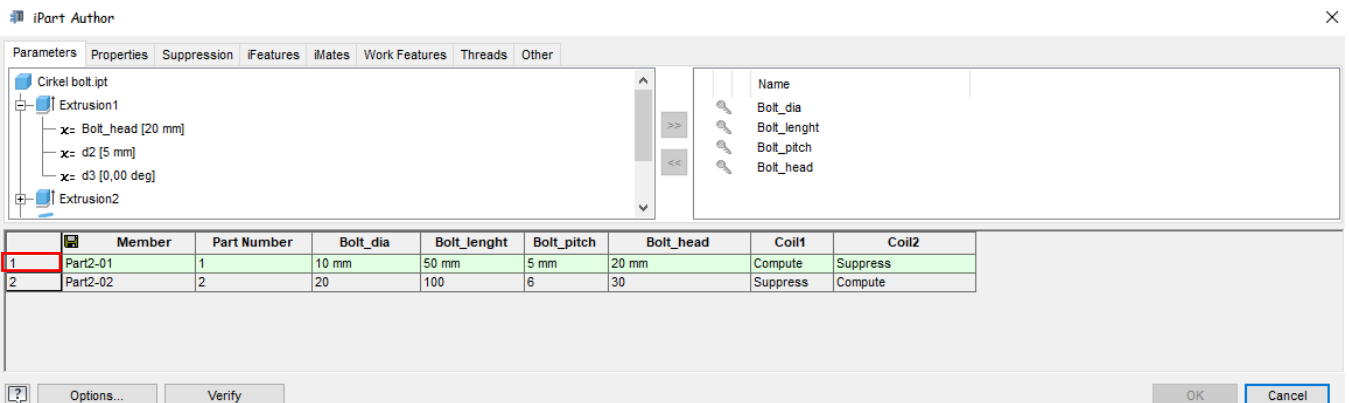 iPart Author
Parameters Properties Suppression iFeatures iMates Work Features Threads Other
Cirkel bolt.ipt
Extrusion1
x= Bolt_head [20 mm]
x= d2 [5 mm]
x= d3 [0,00 deg]
Extrusion2
>>
<<
Name
Bolt_dia
Bolt_lenght
Bolt_pitch
Bolt_head
Member Part Number Bolt_dia Bolt_lenght Bolt_pitch Bolt_head Coil1 Coil2
1 Part2-01 1 10 mm 50 mm 5 mm 20 mm Compute Suppress
2 Part2-02 2 20 100 6 30 Suppress Compute
? Options... Verify OK Cancel